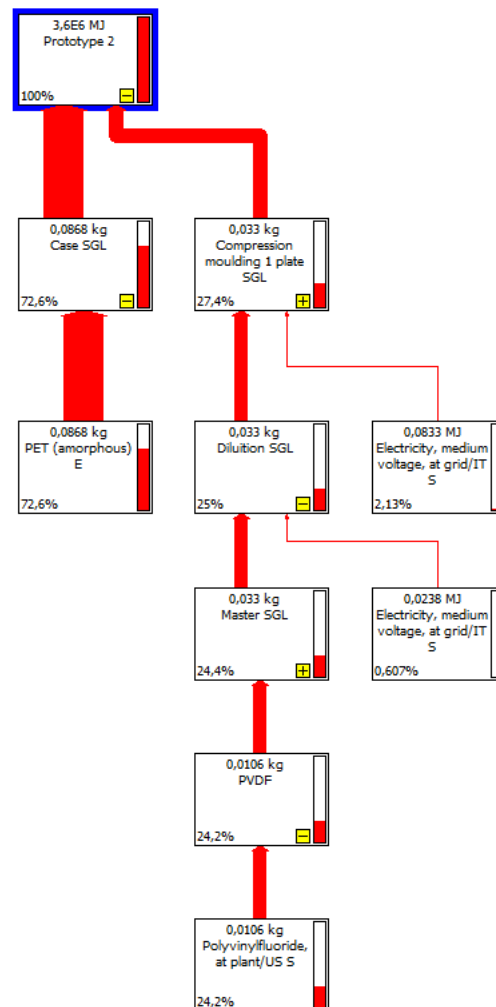 3,6E6 MJ
Prototype 2
100%
0,0868 kg
Case SGL
72,6%
0,033 kg
Compression
moulding 1 plate
SGL
27,4%
0,0868 kg
PET (amorphous)
E
72,6%
0,033 kg
Dilution SGL
25%
0,0833 MJ
Electricity, medium
voltage, at grid/IT
S
2,13%
0,033 kg
Master SGL
24,4%
0,0238 MJ
Electricity, medium
voltage, at grid/IT
S
0,607%
0,0106 kg
PVDF
24,2%
0,0106 kg
Polyvinylfluoride,
at plant/US S
24,2%